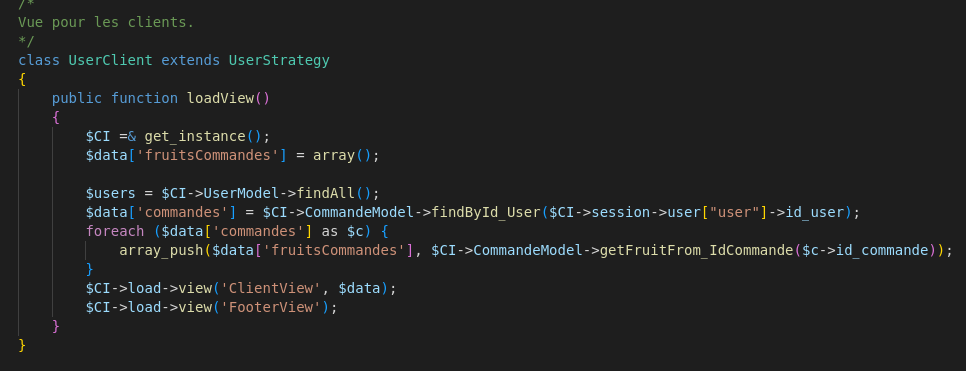 /*
Vue pour les clients.
*/
class UserClient extends UserStrategy
{
    public function loadView()
    {
        $CI =& get_instance();
        $data['fruitsCommandes'] = array();

        $users = $CI->UserModel->findAll();
        $data['commandes'] = $CI->CommandeModel->findById_User($CI->session->user["user"]->id_user);
        foreach ($data['commandes'] as $c) {
            array_push($data['fruitsCommandes'], $CI->CommandeModel->getFruitFrom_IdCommande($c->id_commande));
        }
        $CI->load->view('ClientView', $data);
        $CI->load->view('FooterView');
    }
}